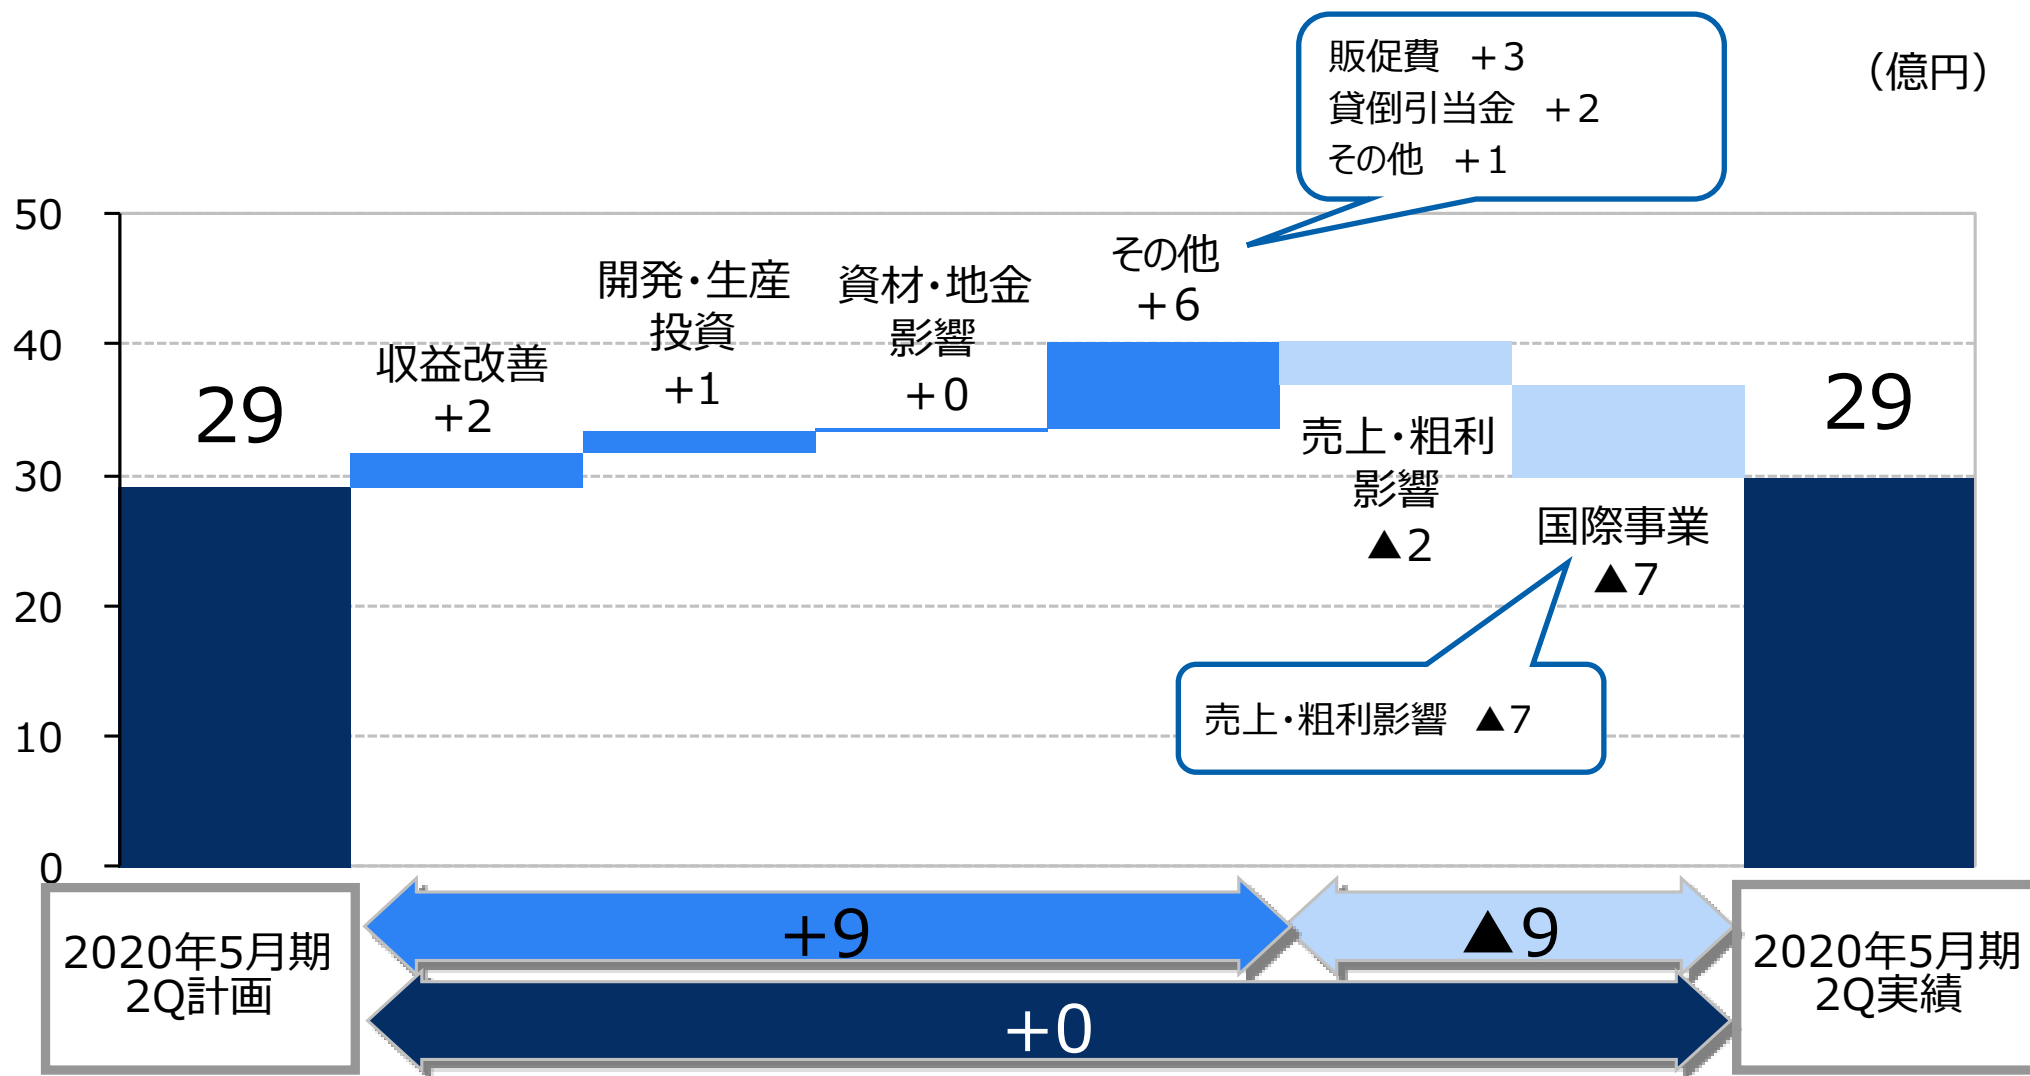 販促費 +3
貸倒引当金 +2
その他 +1
（億円）
50
40
30
20
10
0
29
収益改善
+2
開発・生産
投資
+1
資材・地金
影響
+0
その他
+6
売上・粗利
影響
▲2
国際事業
▲7
売上・粗利影響 ▲7
29
+9
▲9
+0
2020年5月期
2Q計画
2020年5月期
2Q実績